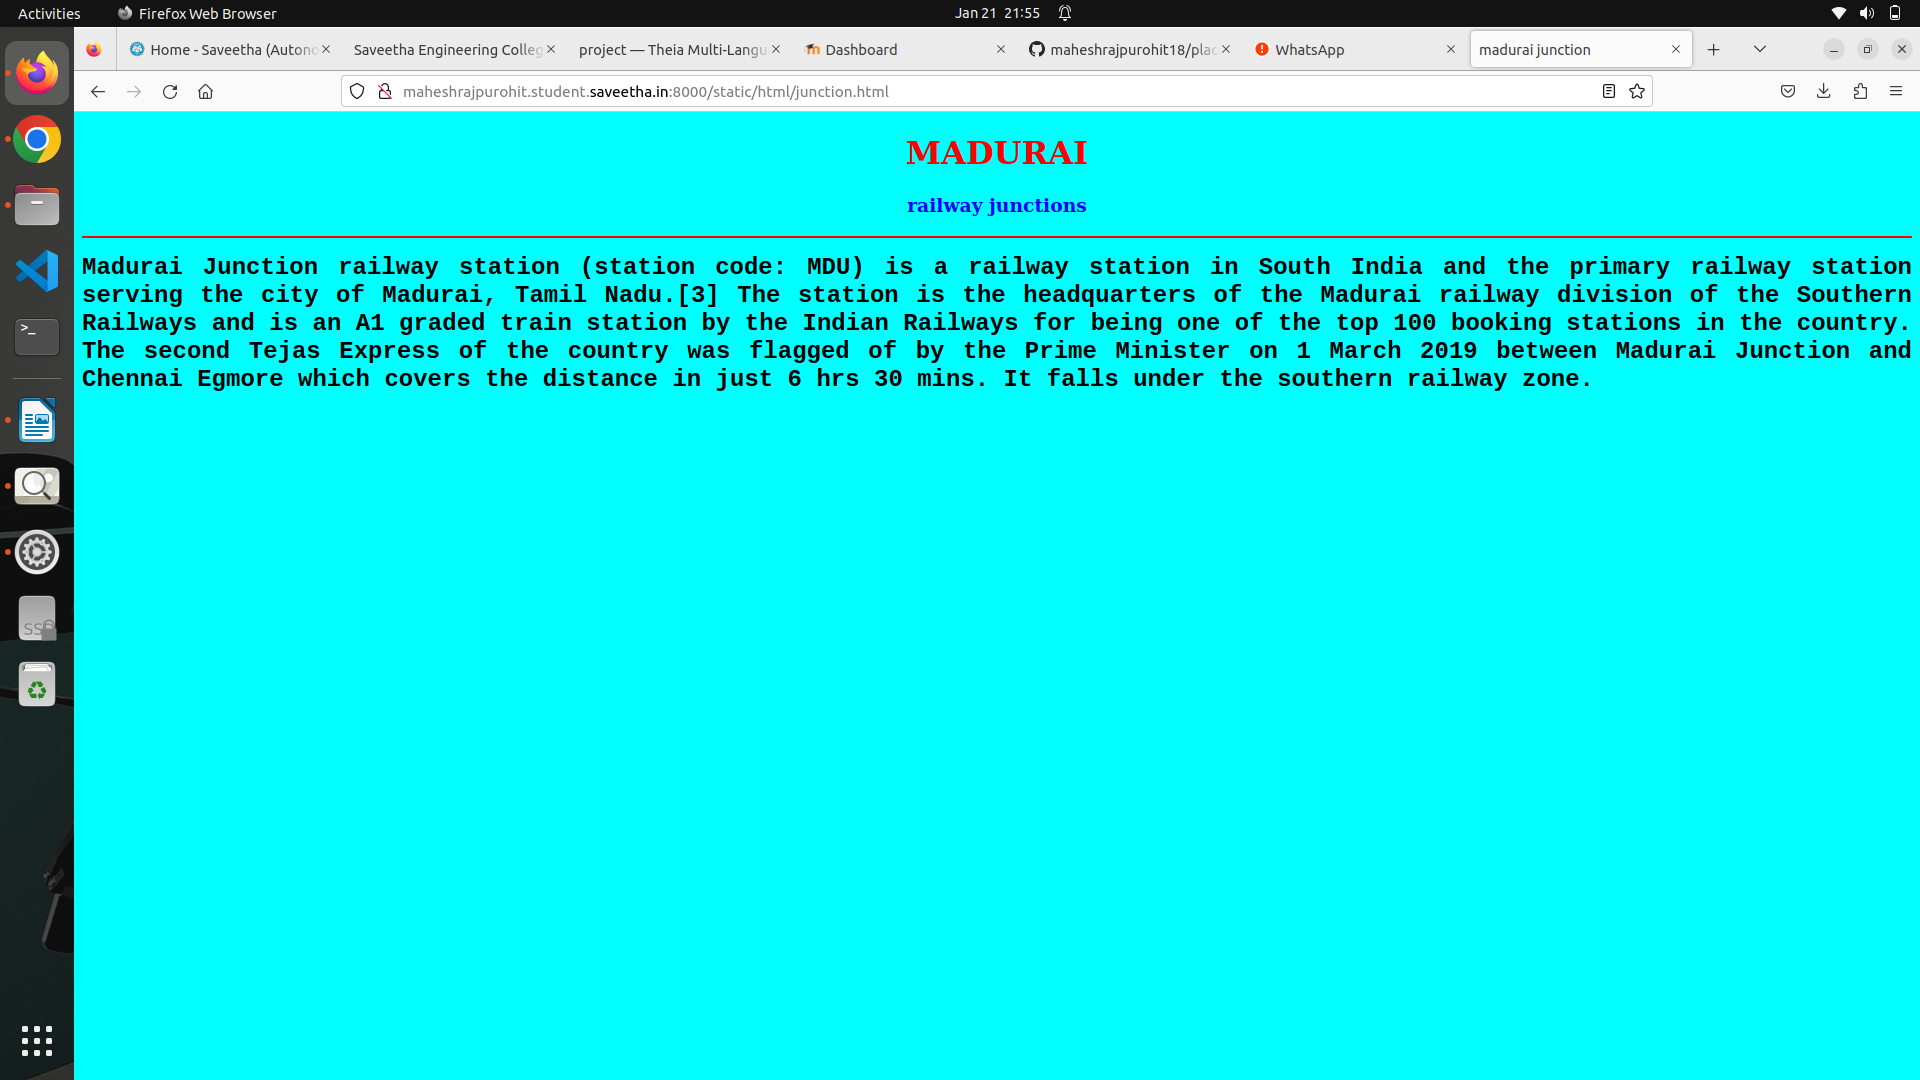 Activities
Firefox Web Browser
Jan 21 21:55
Home - Saveetha (Autono
Saveetha Engineering Colleg
project — Theia Multi-Langu
Dashboard
maheshrajpurohit18/plac
WhatsApp
madurai junction
maheshrajpurohit.student.saveetha.in:8000/static/html/junction.html
MADURAI
railway junctions
Madurai Junction railway station (station code: MDU) is a railway station in South India and the primary railway station
serving the city of Madurai, Tamil Nadu.[3] The station is the headquarters of the Madurai railway division of the Southern
Railways and is an A1 graded train station by the Indian Railways for being one of the top 100 booking stations in the country.
The second Tejas Express of the country was flagged of by the Prime Minister on 1 March 2019 between Madurai Junction and
Chennai Egmore which covers the distance in just 6 hrs 30 mins. It falls under the southern railway zone.
>_